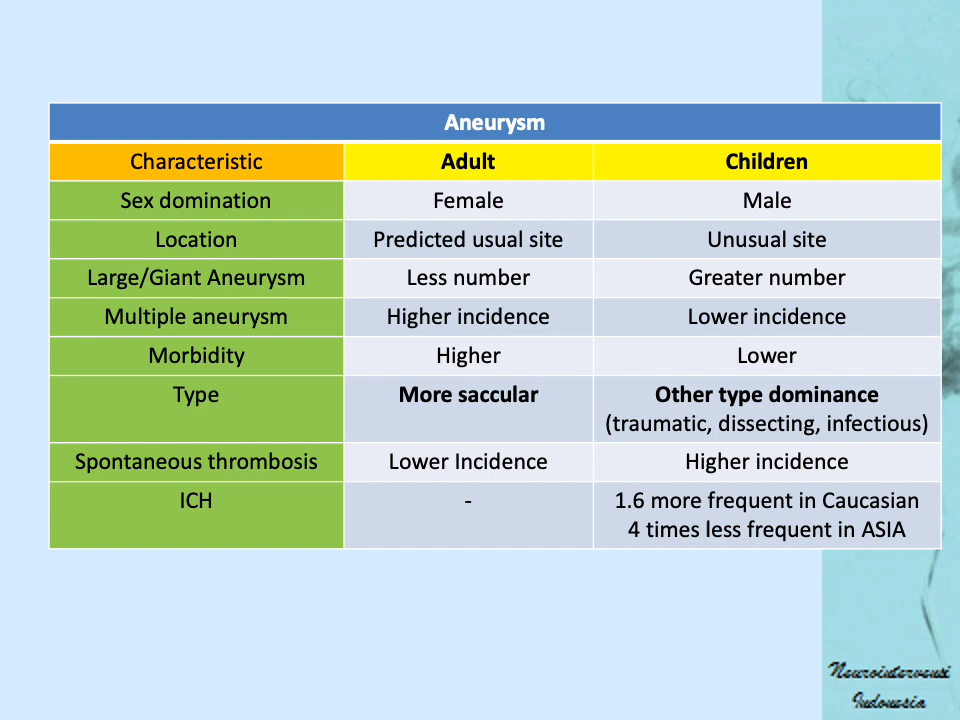 Aneurysm
Characteristic Adult Children
Sex domination Female Male
Location Predicted usual site Unusual site
Large/Giant Aneurysm Less number Greater number
Multiple aneurysm Higher incidence Lower incidence
Morbidity Higher Lower
Type More saccular Other type dominance
(traumatic, dissecting, infectious)
Spontaneous thrombosis Lower Incidence Higher incidence
ICH - 1.6 more frequent in Caucasian
4 times less frequent in ASIA
Neurointervensi
Indonesia